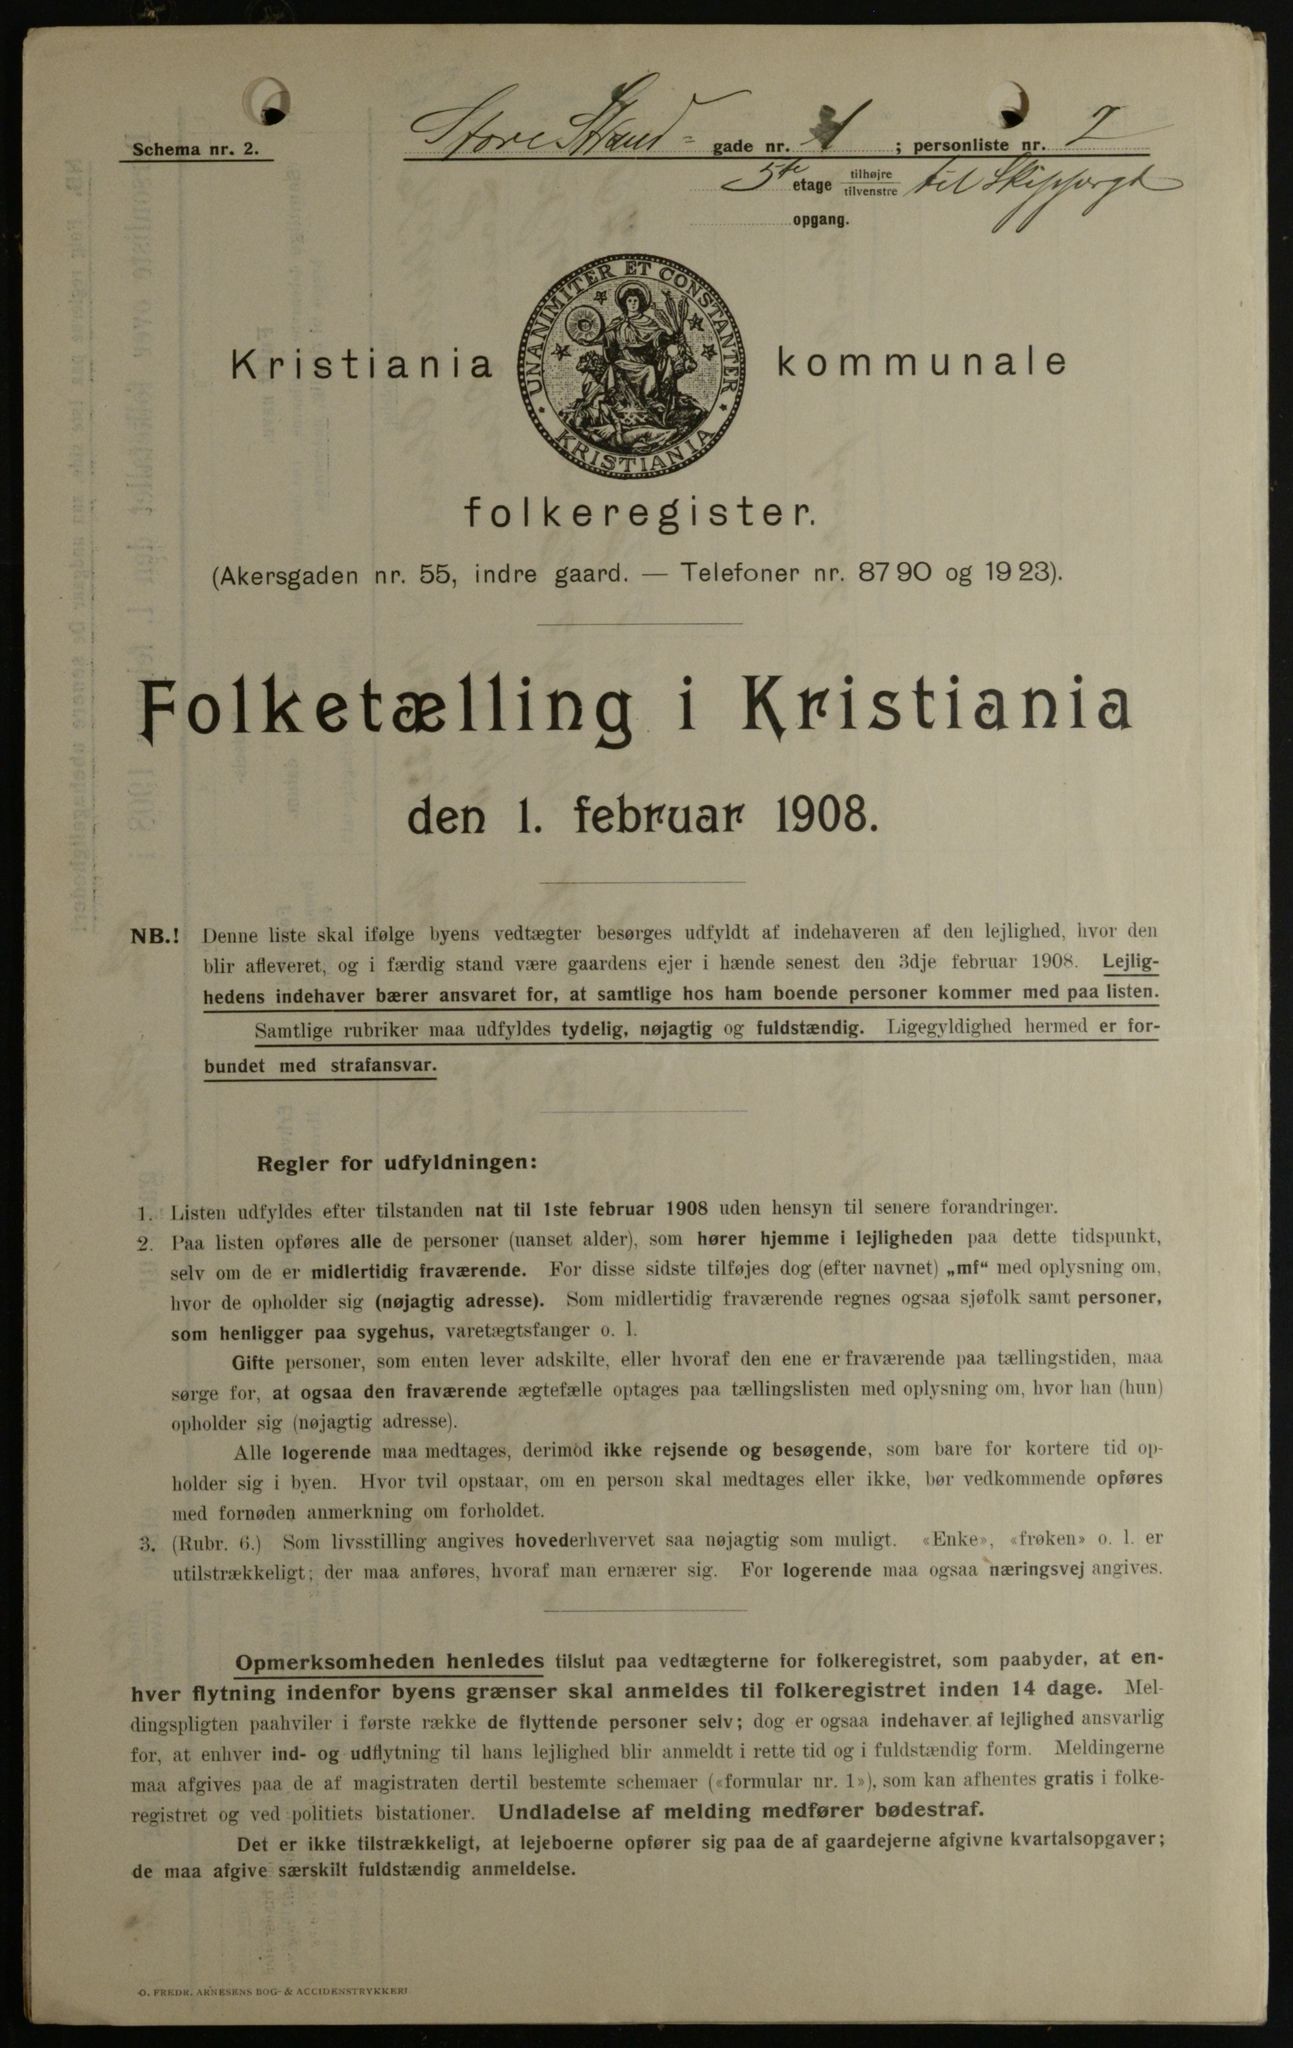 Schema nr. 2.
Store Strand- gade nr. 1 ; personliste nr. 7
5te etage tilhøjre til Skippergt
tilvenstre
opgang.
UNANIMITER ET CONSTANTER
KRISTIANIA
Kristiania kommunale
folkeregister.
(Akersgaden nr. 55, indre gaard. — Telefoner nr. 8790 og 1923).
Folketælling i Kristiania
den 1. februar 1908.
NB.! Denne liste skal ifølge byens vedtægter besørges udfyldt af indehaveren af den lejlighed, hvor den
blir afleveret, og i færdig stand være gaardens ejer i hænde senest den 3dje februar 1908. Lejlig-
hedens indehaver bærer ansvaret for, at samtlige hos ham boende personer kommer med paa listen.
Samtlige rubriker maa udfyldes tydelig, nøjagtig og fuldstændig. Ligegyldighed hermed er for-
bundet med strafansvar.
Regler for udfyldningen:
1. Listen udfyldes efter tilstanden nat til 1ste februar 1908 uden hensyn til senere forandringer.
2. Paa listen opføres alle de personer (uanset alder), som hører hjemme i lejligheden paa dette tidspunkt,
selv om de er midlertidig fraværende. For disse sidste tilføjes dog (efter navnet) „mf“ med oplysning om,
hvor de opholder sig (nøjagtig adresse). Som midlertidig fraværende regnes ogsaa sjøfolk samt personer,
som henligger paa sygehus, varetægtsfanger o. l.
Gifte personer, som enten lever adskilte, eller hvoraf den ene er fraværende paa tællingstiden, maa
sørge for, at ogsaa den fraværende ægtefælle optages paa tællingslisten med oplysning om, hvor han (hun)
opholder sig (nøjagtig adresse).
Alle logerende maa medtages, derimod ikke rejsende og besøgende, som bare for kortere tid op-
holder sig i byen. Hvor tvil opstaar, om en person skal medtages eller ikke, bør vedkommende opføres
med fornøden anmerkning om forholdet.
3. (Rubr. 6.) Som livsstilling angives hovederhvervet saa nøjagtig som muligt. «Enke», «frøken» o. l. er
utilstrækkeligt; der maa anføres, hvoraf man ernærer sig. For logerende maa ogsaa næringsvej angives.
Opmerksomheden henledes tilslut paa vedtægterne for folkeregistret, som paabyder, at en-
hver flytning indenfor byens grænser skal anmeldes til folkeregistret inden 14 dage. Mel-
dingspligten paahviler i første række de flyttende personer selv; dog er ogsaa indehaver af lejlighed ansvarlig
for, at enhver ind- og udflytning til hans lejlighed blir anmeldt i rette tid og i fuldstændig form. Meldingerne
maa afgives paa de af magistraten dertil bestemte schemaer («formular nr. 1»), som kan afhentes gratis i folke-
registret og ved politiets bistationer. Undladelse af melding medfører bødestraf.
Det er ikke tilstrækkeligt, at lejeboerne opfører sig paa de af gaardejerne afgivne kvartalsopgaver;
de maa afgive særskilt fuldstændig anmeldelse.
O. FREDR. ARNESENS BOG- & ACCIDENSTRYKKERI